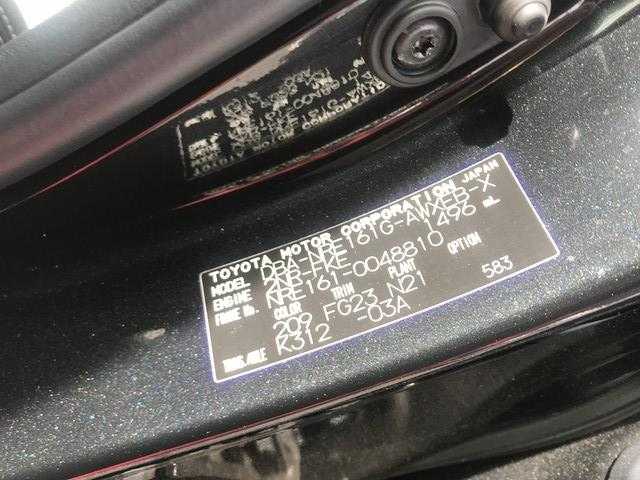 TOYOTA MOTOR CORPORATION JAPAN
MODEL DBA-NRE161G-AWXEB-X
ENGINE 2NR-FKE 1496 mL
FRAME No. NRE161-0048810
COLOR TRIM PLANT OPTION
209 FG23 N21 583
TRANS./AXLE K312 -03A